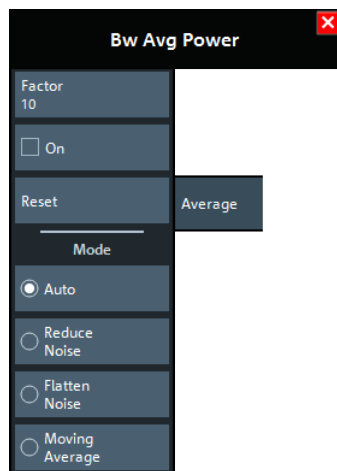 Bw Avg Power
Factor
10
On
Reset
Average
Mode
Auto
Reduce
Noise
Flatten
Noise
Moving
Average